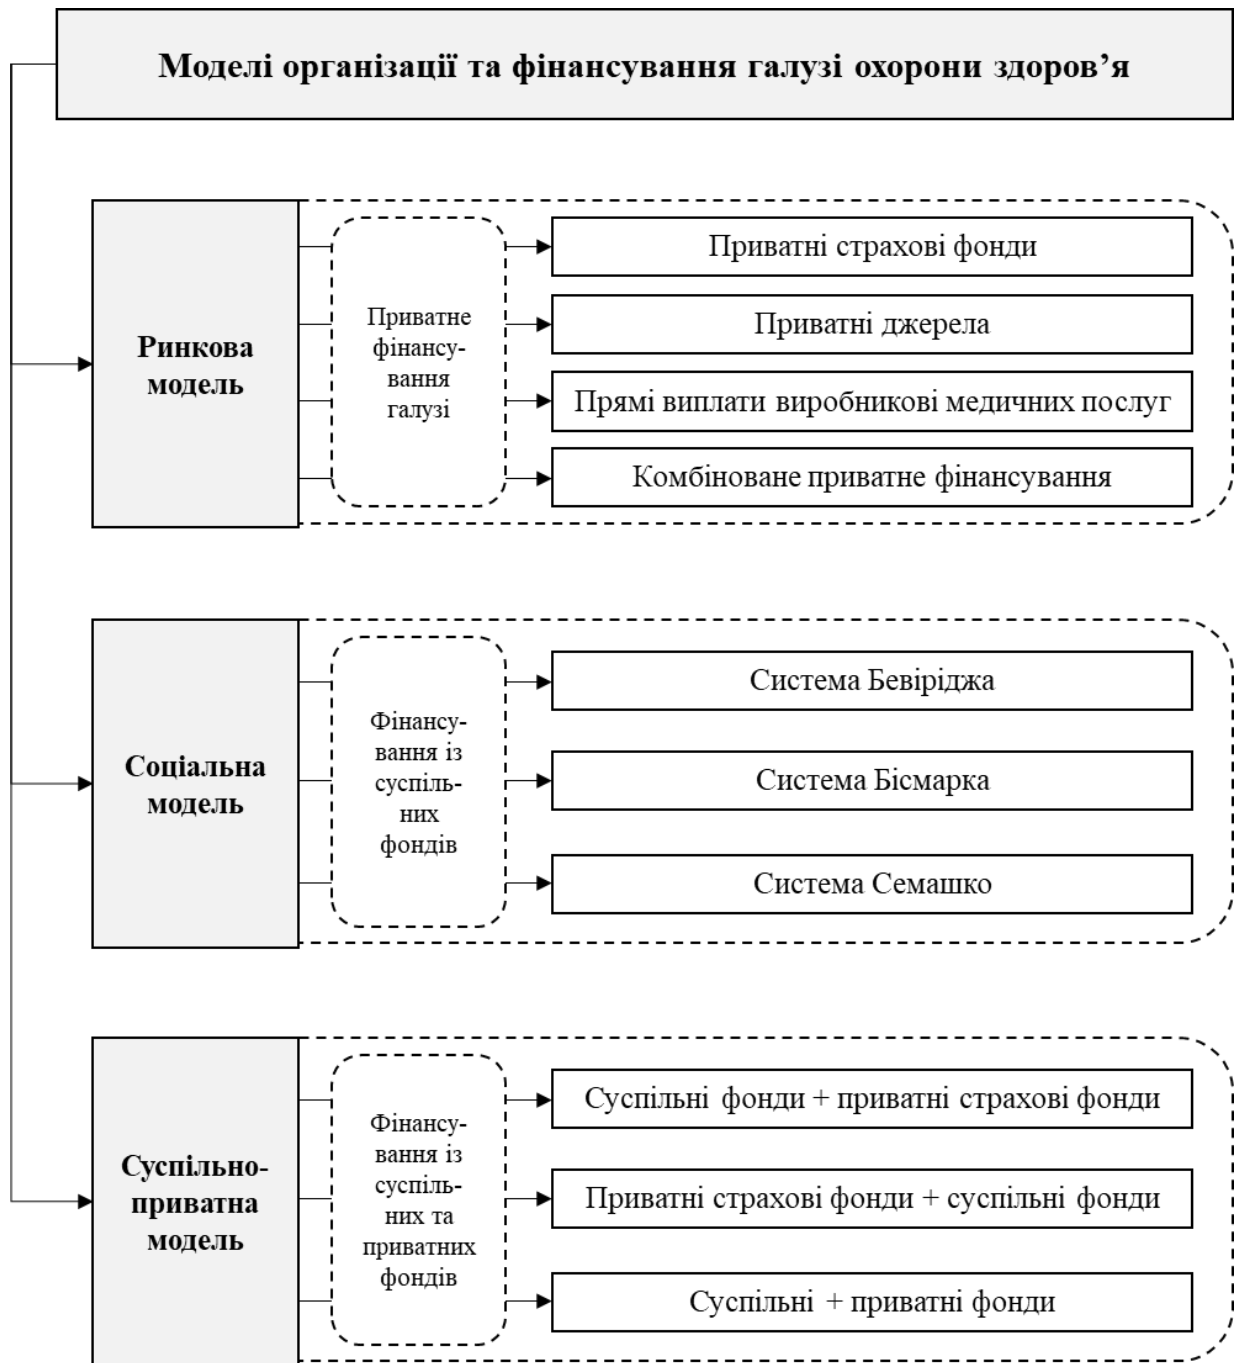 Моделі організації та фінансування галузі охорони здоров’я
Ринкова
модель
Приватне
фінансу-
вання
галузі
Приватні страхові фонди
Приватні джерела
Прямі виплати виробникові медичних послуг
Комбіноване приватне фінансування
Соціальна
модель
Фінансу-
вання із
суспіль-
них
фондів
Система Бевіріджа
Система Бісмарка
Система Семашко
Суспільно-
приватна
модель
Фінансу-
вання із
суспіль-
них та
приватних
фондів
Суспільні фонди + приватні страхові фонди
Приватні страхові фонди + суспільні фонди
Суспільні + приватні фонди